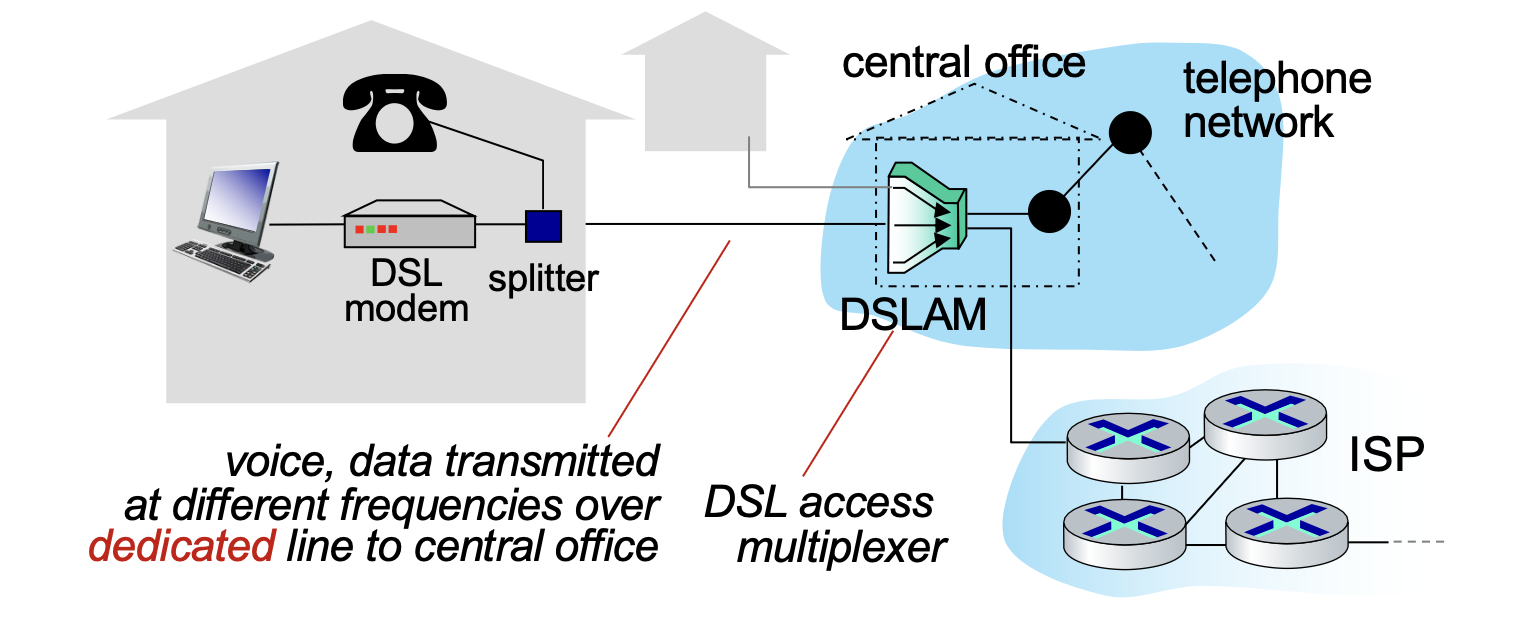 central office
telephone
network
DSL
modem
splitter
DSLAM
voice, data transmitted
at different frequencies over
dedicated line to central office
DSL access
multiplexer
ISP